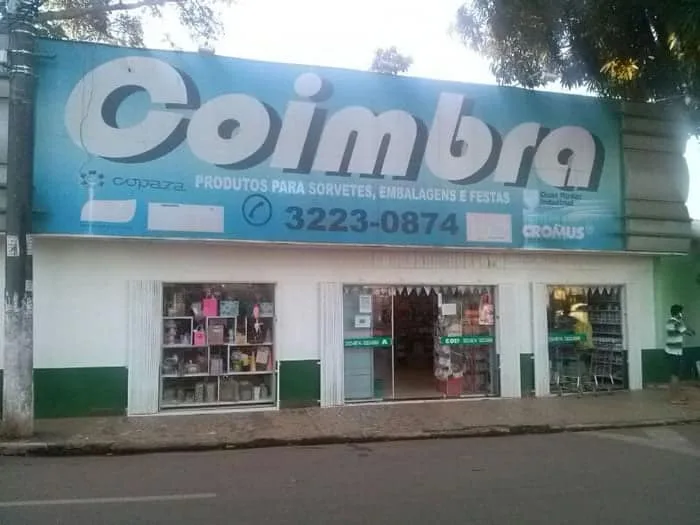 Coimbra
copaza
PRODUTOS PARA SORVETES, EMBALAGENS E FESTAS
3223-0874
CROMUS